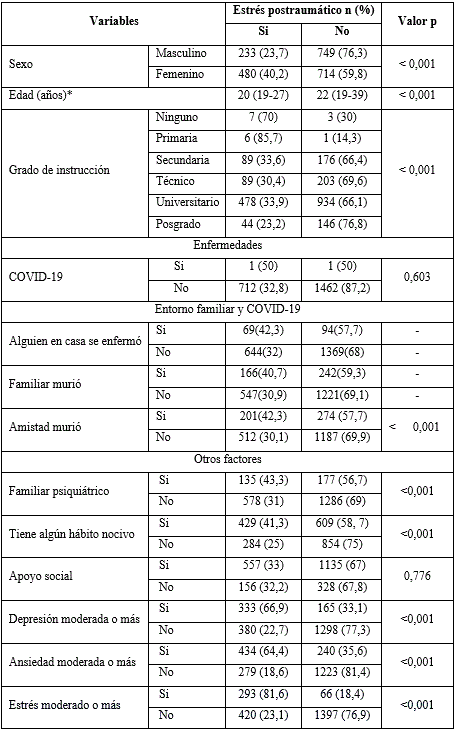 Variables Estrés postraumático n (%) Valor p
Si No
Sexo Masculino 233 (23,7) 749 (76,3) < 0,001
Femenino 480 (40,2) 714 (59,8)
Edad (años)* 20 (19-27) 22 (19-39) < 0,001
Grado de instrucción Ninguno 7 (70) 3 (30) < 0,001
Primaria 6 (85,7) 1 (14,3)
Secundaria 89 (33,6) 176 (66,4)
Técnico 89 (30,4) 203 (69,6)
Universitario 478 (33,9) 934 (66,1)
Posgrado 44 (23,2) 146 (76,8)
Enfermedades
COVID-19 Si 1 (50) 1 (50) 0,603
No 712 (32,8) 1462 (87,2)
Entorno familiar y COVID-19
Alguien en casa se enfermó Si 69(42,3) 94(57,7) -
No 644(32) 1369(68) -
Familiar murió Si 166(40,7) 242(59,3) -
No 547(30,9) 1221(69,1) -
Amistad murió Si 201(42,3) 274 (57,7) < 0,001
No 512 (30,1) 1187 (69,9)
Otros factores
Familiar psiquiátrico Si 135 (43,3) 177 (56,7) <0,001
No 578 (31) 1286 (69)
Tiene algún hábito nocivo Si 429 (41,3) 609 (58, 7) <0,001
No 284 (25) 854 (75)
Apoyo social Si 557 (33) 1135 (67) 0,776
No 156 (32,2) 328 (67,8)
Depresión moderada o más Si 333 (66,9) 165 (33,1) <0,001
No 380 (22,7) 1298 (77,3)
Ansiedad moderada o más Si 434 (64,4) 240 (35,6) <0,001
No 279 (18,6) 1223 (81,4)
Estrés moderado o más Si 293 (81,6) 66 (18,4) <0,001
No 420 (23,1) 1397 (76,9)